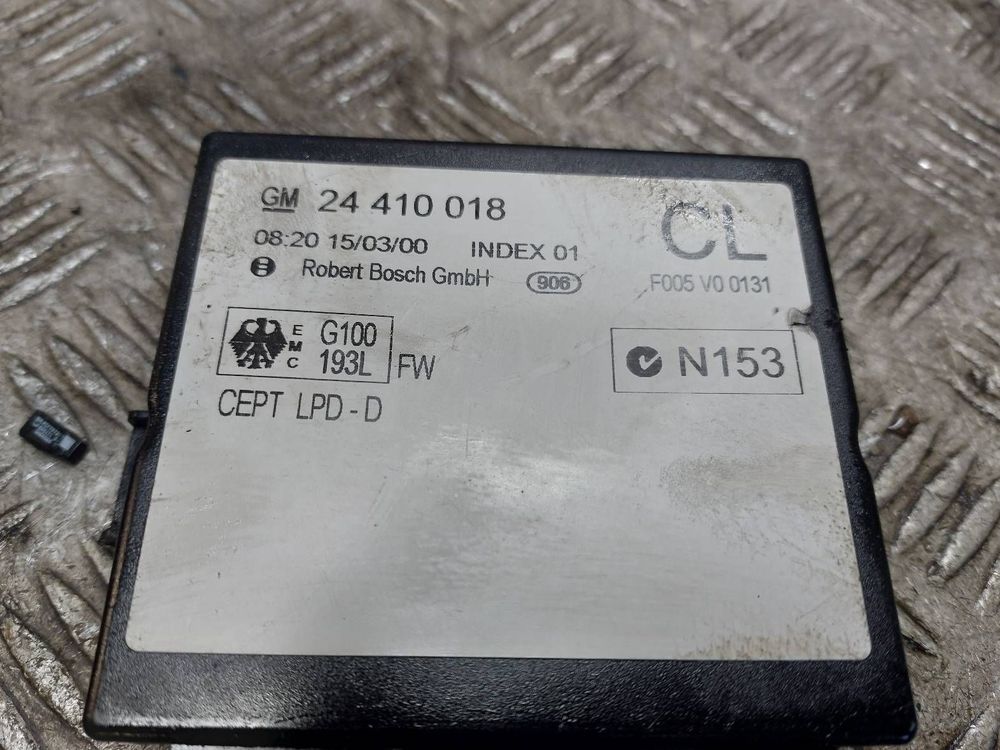 GM 24 410 018
CL
08:20 15/03/00 INDEX 01
Robert Bosch GmbH 906
F005 V0 0131
EMC G100
193L FW
N153
CEPT LPD-D